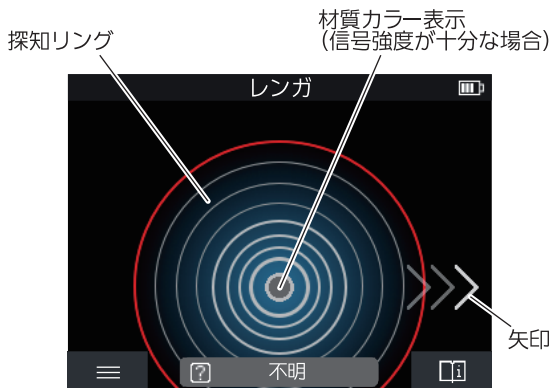 材質カラー表示
（信号強度が十分な場合）
探知リング
レンガ
矢印
? 不明
i